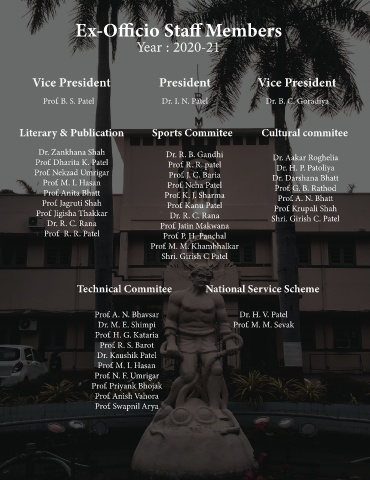 Ex-Officio Staff Members
Year : 2020-21
Vice President
Prof. B. S. Patel
President
Dr. I. N. Patel
Vice President
Dr. B. C. Goradiya
Literary & Publication
Dr. Zankhana Shah
Prof. Dharita K. Patel
Prof. Nekzad Umrigar
Prof. M. I. Hasan
Prof. Anita Bhatt
Prof. Jagruti Shah
Prof. Jigisha Thakkar
Dr. R. C. Rana
Prof. R. R. Patel
Sports Commitee
Dr. R. B. Gandhi
Prof. R. R. patel
Prof. J. C. Baria
Prof. Neha Patel
Prof. K. J. Sharma
Prof. Kanu Patel
Dr. R. C. Rana
Prof. Jatin Makwana
Prof. P. H. Panchal
Prof. M. M. Khambhalkar
Shri. Girish C Patel
Cultural commitee
Dr. Aakar Roghelia
Dr. H. P. Patoliya
Dr. Darshana Bhatt
Prof. G. B. Rathod
Prof. A. N. Bhatt
Prof. Krupali Shah
Shri. Girish C. Patel
Technical Commitee
Prof. A. N. Bhavsar
Dr. M. E. Shimpi
Prof. H. G. Kataria
Prof. R. S. Barot
Dr. Kaushik Patel
Prof. M. I. Hasan
Prof. N. F. Umrigar
Prof. Priyank Bhojak
Prof. Anish Vahora
Prof. Swapnil Arya
National Service Scheme
Dr. H. V. Patel
Prof. M. M. Sevak